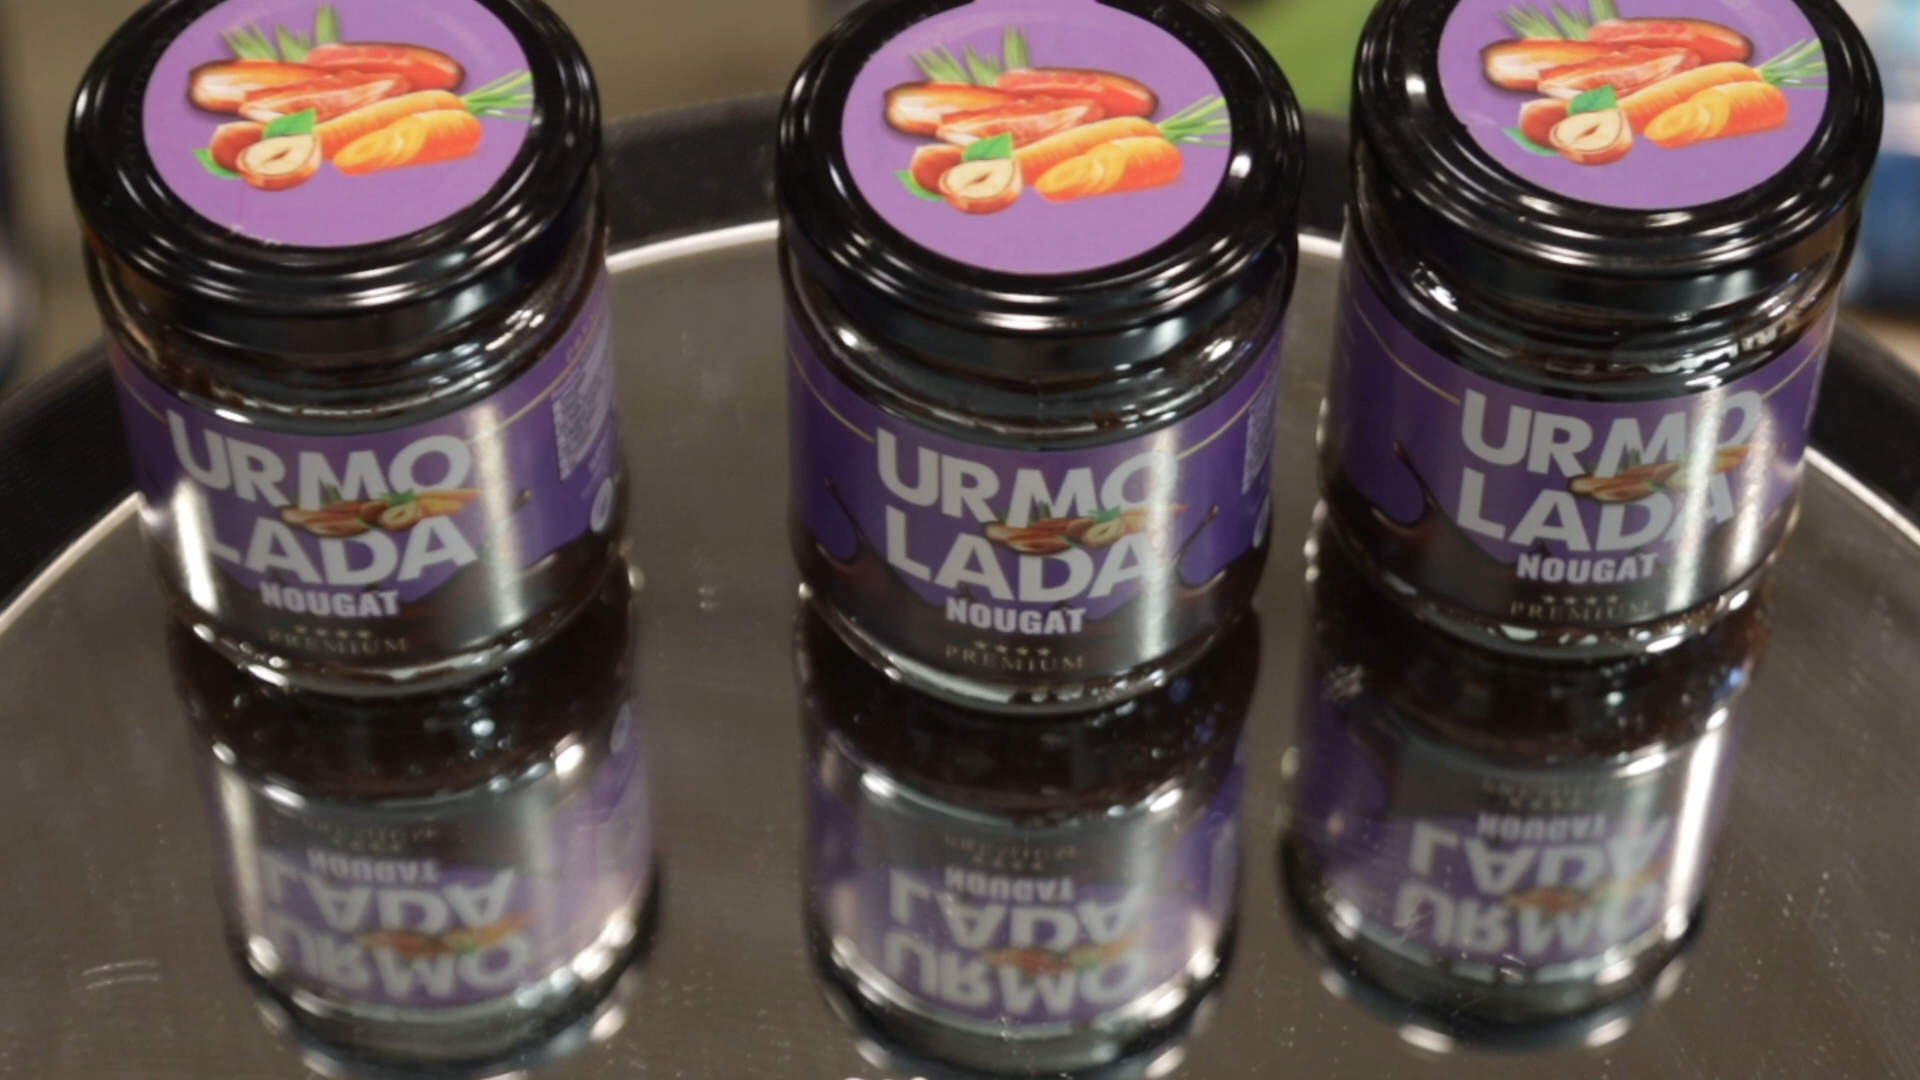 URMO
LADA
NOUGAT
PREMIUM
URMO
LADA
NOUGAT
PREMIUM
URMO
LADA
NOUGAT
PREMIUM